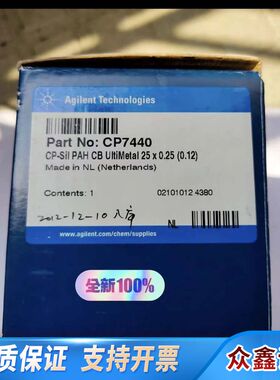 Agilent Technologies
Part No: CP7440
CP-Sil PAH CB UltiMetal 25 x 0.25 (0.12)
Made in NL (Netherlands)
Contents: 1
02101012 4380
2012-12-10 入库
NL
全新100%
www.agilent.com/chem/supplies
质保证 支持开票
众鑫